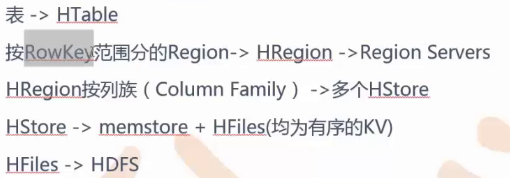 表 -> HTable
按RowKey范围分的Region-> HRegion ->Region Servers
HRegion按列族（Column Family） ->多个HStore
HStore -> memstore + HFiles(均为有序的KV)
HFiles -> HDFS